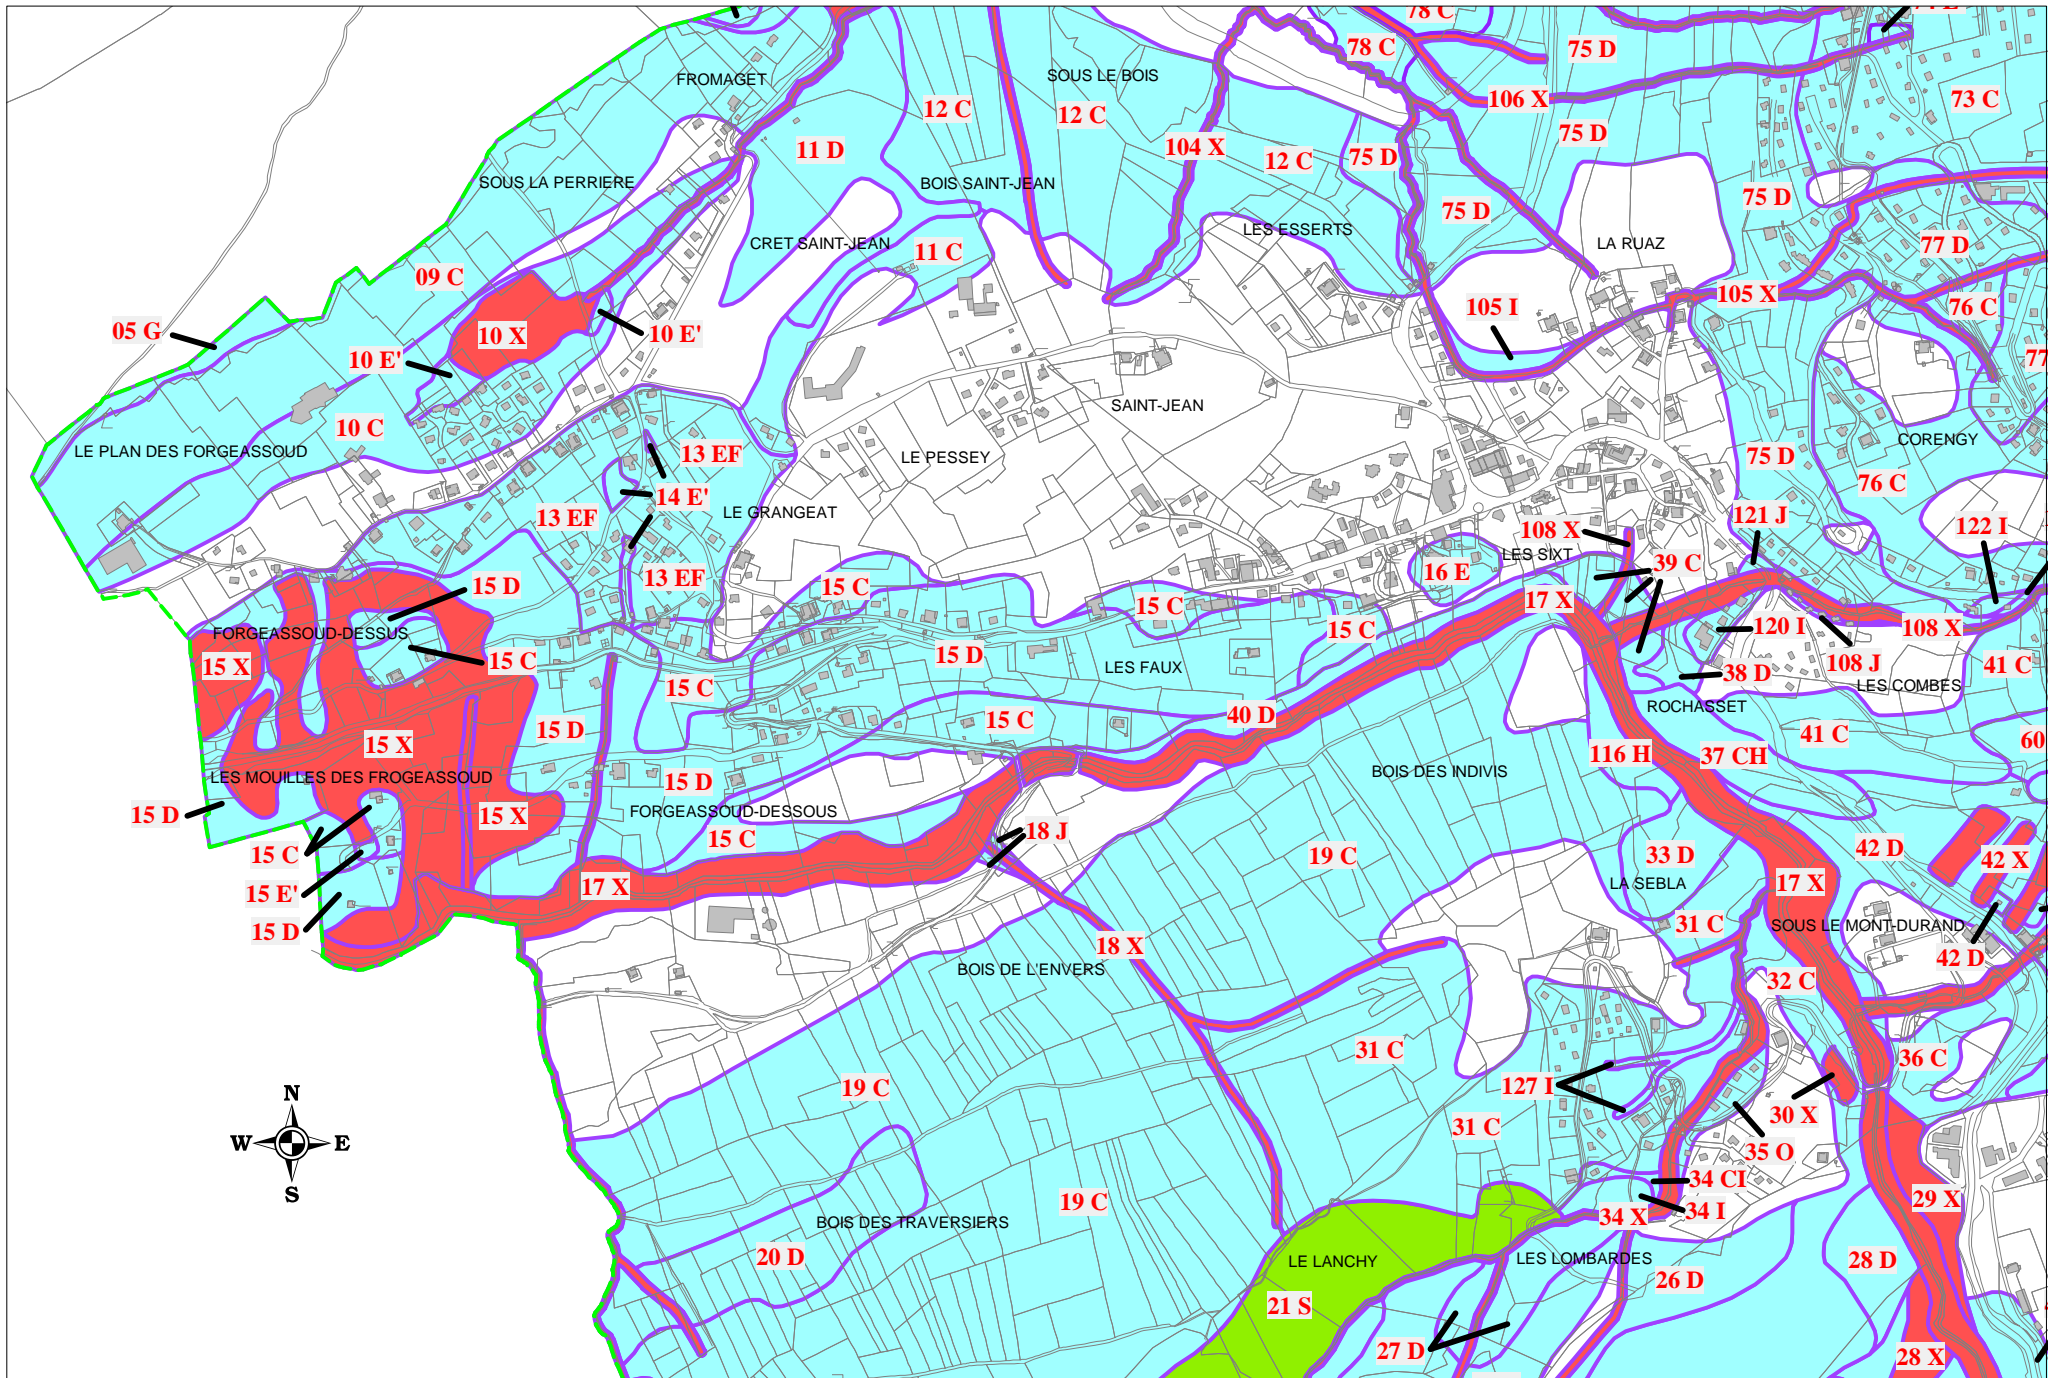 78 C
FROMAGET
SOUS LE BOIS
78 C
75 D
12 C
12 C
106 X
73 C
11 D
104 X
12 C
75 D
75 D
SOUS LA PERRIERE
BOIS SAINT-JEAN
75 D
75 D
CRET SAINT-JEAN
11 C
LES ESSERTS
LA RUAZ
77 D
09 C
105 X
105 I
76 C
05 G
10 X
10 E'
10 E'
77
SAINT-JEAN
10 C
LE PLAN DES FORGEASSOUD
13 EF
LE PESSEY
75 D
CORENGY
76 C
14 E'
13 EF
LE GRANGEAT
121 J
122 I
108 X
LES SIXT
39 C
15 D
13 EF
15 C
16 E
15 C
17 X
FORGEASSOUD-DESSUS
15 C
120 I
108 X
15 X
15 C
15 D
LES FAUX
108 J
41 C
15 C
38 D
LES COMBES
15 C
40 D
ROCHASSET
15 D
41 C
60
15 X
116 H
37 CH
LES MOUILLES DES FROGEASSOUD
15 D
BOIS DES INDIVIS
15 D
15 X
FORGEASSOUD-DESSOUS
15 C
18 J
15 C
19 C
33 D
42 D
42 X
15 E'
17 X
LA SEBLA
17 X
15 D
31 C
SOUS LE MONT-DURAND
18 X
42 D
BOIS DE L'ENVERS
32 C
31 C
36 C
19 C
127 I
N
W E
S
30 X
31 C
35 O
34 CI
19 C
29 X
34 I
BOIS DES TRAVERSIERS
34 X
20 D
LE LANCHY
LES LOMBARDES
28 D
26 D
21 S
27 D
28 X